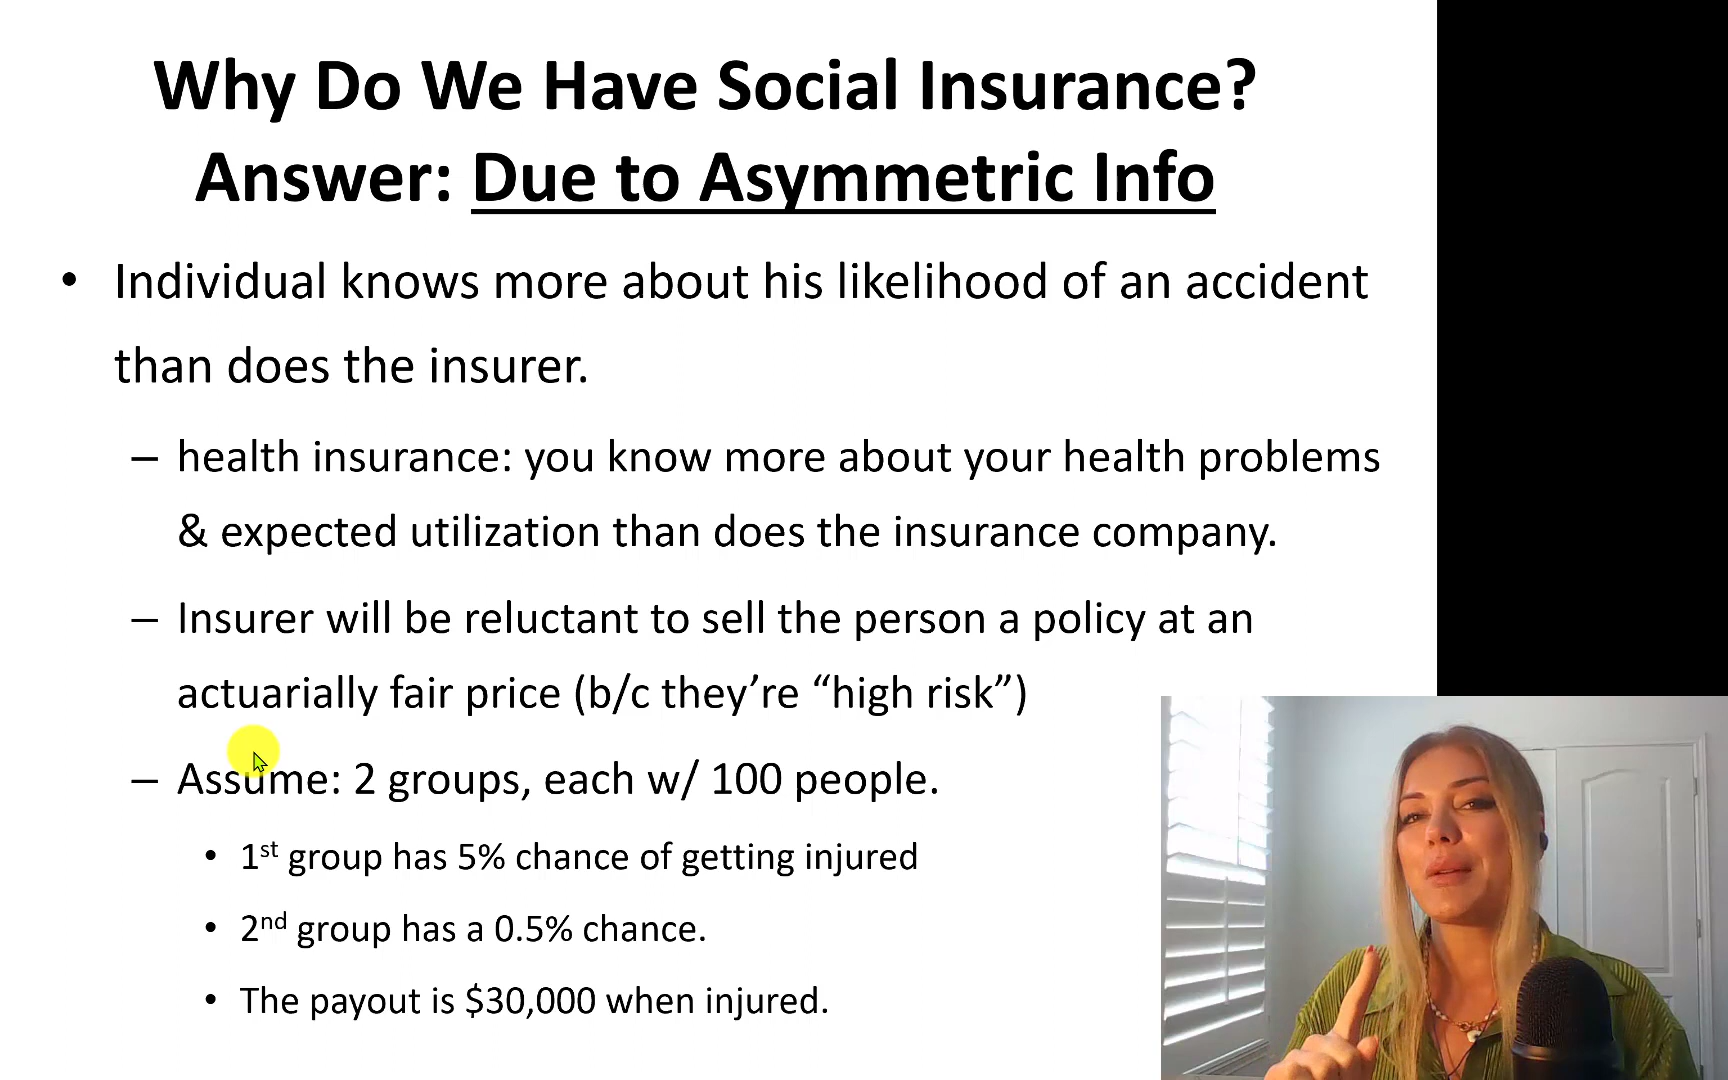 Why Do We Have Social Insurance?
Answer: Due to Asymmetric Info
• Individual knows more about his likelihood of an accident
than does the insurer.
– health insurance: you know more about your health problems
& expected utilization than does the insurance company.
– Insurer will be reluctant to sell the person a policy at an
actuarially fair price (b/c they’re “high risk”)
– Assume: 2 groups, each w/ 100 people.
• 1st group has 5% chance of getting injured
• 2nd group has a 0.5% chance.
• The payout is $30,000 when injured.